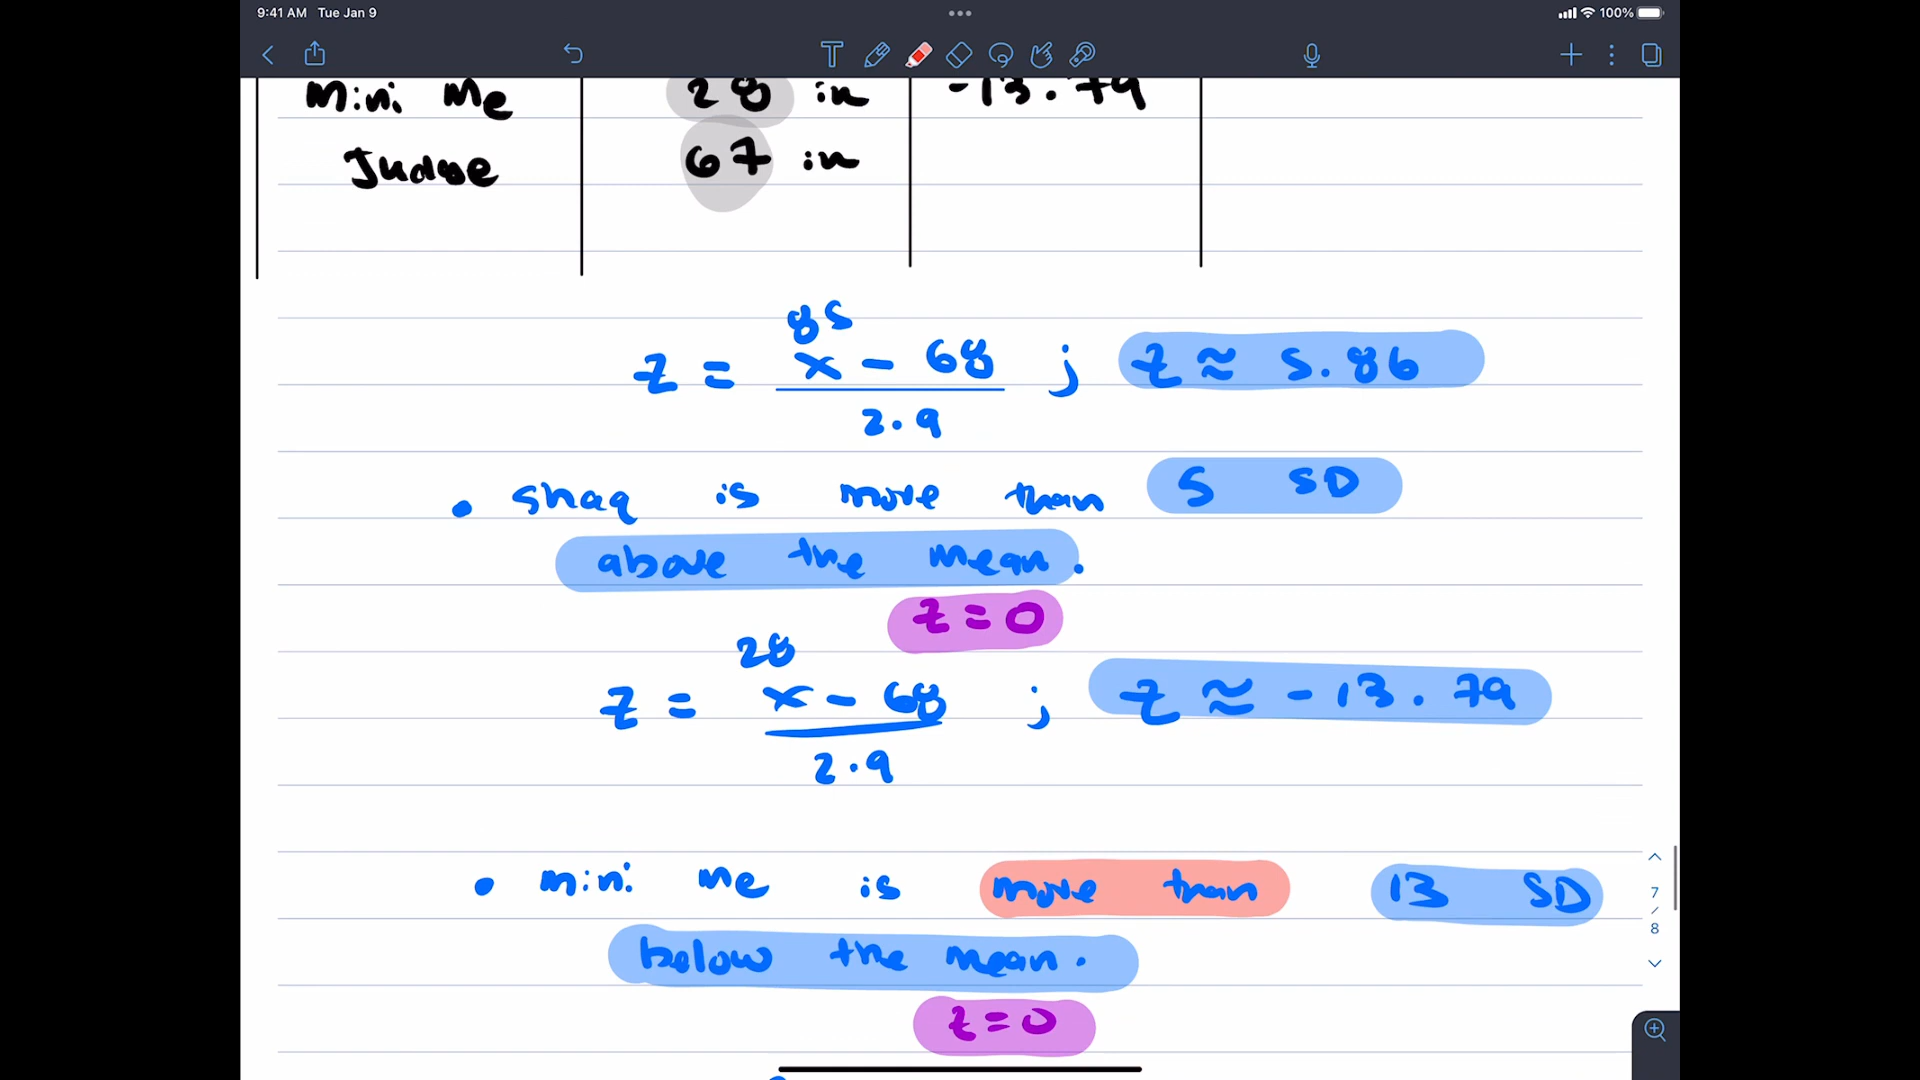 9:41 AM Tue Jan 9
100%
Mini Me 28 in -13.79
Judge 67 in
85
z = x - 68 ; z ≈ 5.86
2.9
• Shaq is more than 5 SD
above the mean.
z = 0
28
z = x - 68 ; z ≈ -13.79
2.9
• Mini Me is more than 13 SD
below the mean.
z = 0
7
/
8